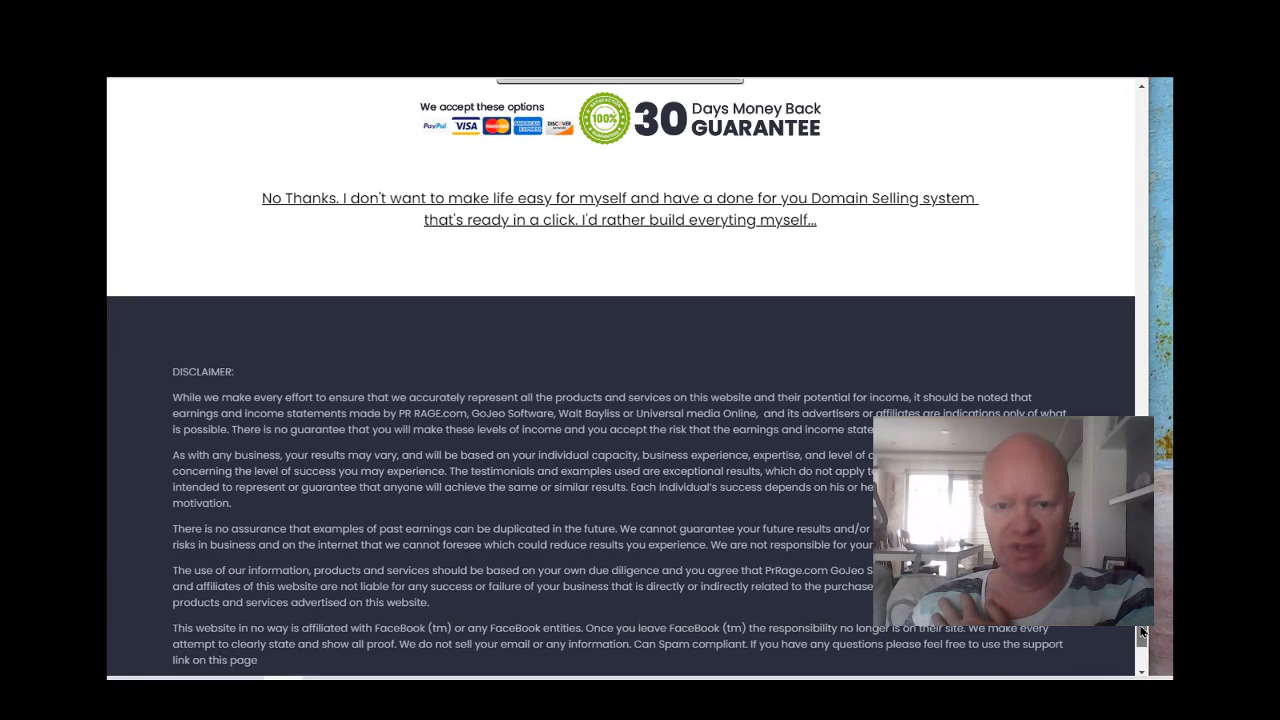 We accept these options
PayPal VISA MasterCard AMERICAN EXPRESS DISCOVER
SATISFACTION 100% GUARANTEED
30 Days Money Back
GUARANTEE
No Thanks. I don't want to make life easy for myself and have a done for you Domain Selling system
that's ready in a click. I'd rather build everyting myself...
DISCLAIMER:
While we make every effort to ensure that we accurately represent all the products and services on this website and their potential for income, it should be noted that
earnings and income statements made by PR RAGE.com, GoJeo Software, Walt Bayliss or Universal media Online, and its advertisers or affiliates are indications only of what
is possible. There is no guarantee that you will make these levels of income and you accept the risk that the earnings and income
As with any business, your results may vary, and will be based on your individual capacity, business experience, expertise, and level of
concerning the level of success you may experience. The testimonials and examples used are exceptional results, which do not apply
intended to represent or guarantee that anyone will achieve the same or similar results. Each individual's success depends on his or
motivation.
There is no assurance that examples of past earnings can be duplicated in the future. We cannot guarantee your future results and/or
risks in business and on the internet that we cannot foresee which could reduce results you experience. We are not responsible for your
The use of our information, products and services should be based on your own due diligence and you agree that PrRage.com GoJeo
and affiliates of this website are not liable for any success or failure of your business that is directly or indirectly related to the purchase
products and services advertised on this website.
This website in no way is affiliated with FaceBook (tm) or any FaceBook entities. Once you leave FaceBook (tm) the responsibility no longer is on their site. We make every
attempt to clearly state and show all proof. We do not sell your email or any information. Can Spam compliant. If you have any questions please feel free to use the support
link on this page